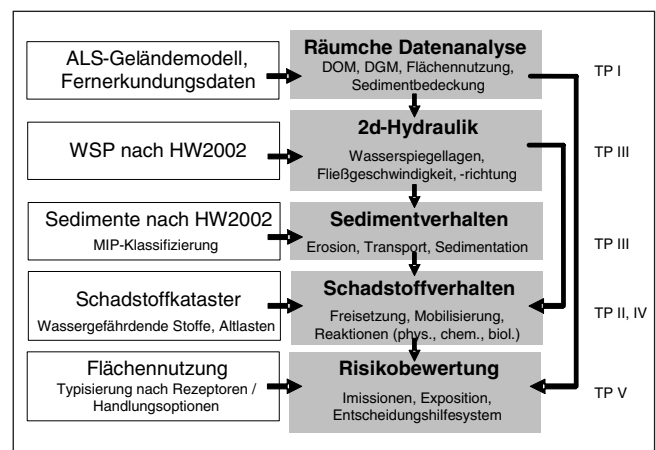 ALS-Geländemodell,
Fernerkundungsdaten
Räumche Datenanalyse
DOM, DGM, Flächennutzung,
Sedimentbedeckung
TP I
WSP nach HW2002
2d-Hydraulik
Wasserspiegellagen,
Fließgeschwindigkeit, -richtung
TP III
Sedimente nach HW2002
MIP-Klassifizierung
Sedimentverhalten
Erosion, Transport, Sedimentation
TP III
Schadstoffkataster
Wassergefährdende Stoffe, Altlasten
Schadstoffverhalten
Freisetzung, Mobilisierung,
Reaktionen (phys., chem., biol.)
TP II, IV
Flächennutzung
Typisierung nach Rezeptoren /
Handlungsoptionen
Risikobewertung
Imissionen, Exposition,
Entscheidungshilfesystem
TP V